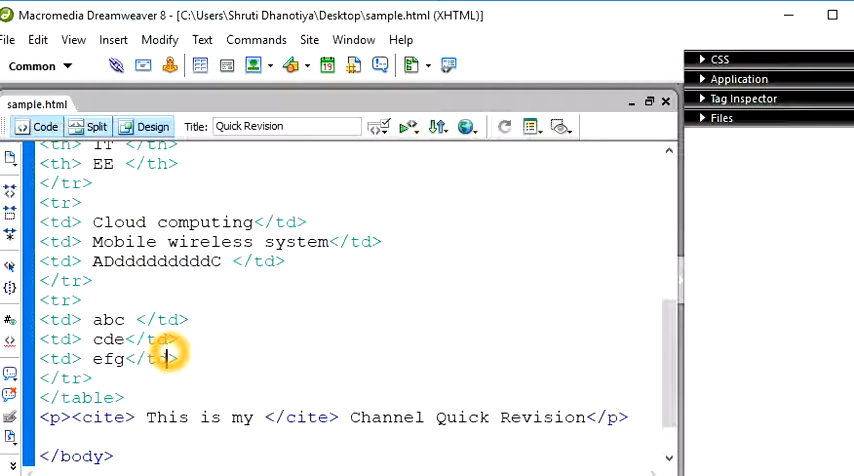 Macromedia Dreamweaver 8 - [C:\Users\Shruti Dhanotiya\Desktop\sample.html (XHTML)]
File Edit View Insert Modify Text Commands Site Window Help
Common
CSS
Application
Tag Inspector
Files
sample.html
Code Split Design Title: Quick Revision
<th> IT </th>
<th> EE </th>
</tr>
<tr>
<td> Cloud computing</td>
<td> Mobile wireless system</td>
<td> ADdddddddddC </td>
</tr>
<tr>
<td> abc </td>
<td> cde</td>
<td> efg</td>
</tr>
</table>
<p><cite> This is my </cite> Channel Quick Revision</p>
</body>